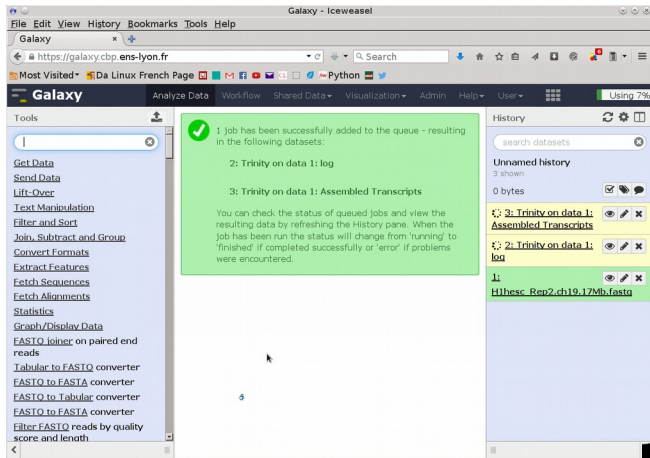 Galaxy - Iceweasel
File Edit View History Bookmarks Tools Help
Galaxy
https://galaxy.cbp.ens-lyon.fr
Search
Most Visited Da Linux French Page Python
Galaxy Analyze Data Workflow Shared Data Visualization Admin Help User Using 7%
Tools
Get Data
Send Data
Lift-Over
Text Manipulation
Filter and Sort
Join, Subtract and Group
Convert Formats
Extract Features
Fetch Sequences
Fetch Alignments
Statistics
Graph/Display Data
FASTQ joiner on paired end
reads
Tabular to FASTQ converter
FASTQ to FASTA converter
FASTQ to Tabular converter
FASTQ to FASTA converter
Filter FASTQ reads by quality
score and length
1 job has been successfully added to the queue - resulting
in the following datasets:
2: Trinity on data 1: log
3: Trinity on data 1: Assembled Transcripts
You can check the status of queued jobs and view the
resulting data by refreshing the History pane. When the
job has been run the status will change from 'running' to
'finished' if completed successfully or 'error' if problems
were encountered.
History
search datasets
Unnamed history
3 shown
0 bytes
3: Trinity on data 1:
Assembled Transcripts
2: Trinity on data 1:
log
1:
H1hesc_Rep2.ch19.17Mb.fastq